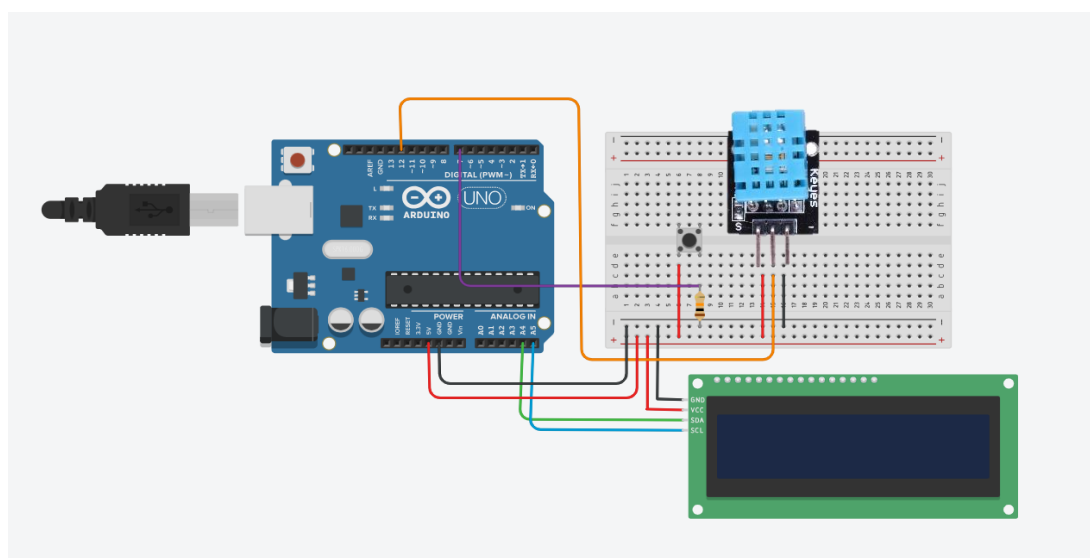 AREF
GND
13
12
~11
~10
~9
8
7
~6
~5
4
~3
2
TX→1
RX←0
DIGITAL (PWM~)
L
TX
RX
ARDUINO
UNO
ON
POWER
ANALOG IN
IOREF
RESET
3.3V
5V
GND
GND
Vin
A0
A1
A2
A3
A4
A5
Keyes
S
-
j
i
h
g
f
e
d
c
b
a
GND
VCC
SDA
SCL